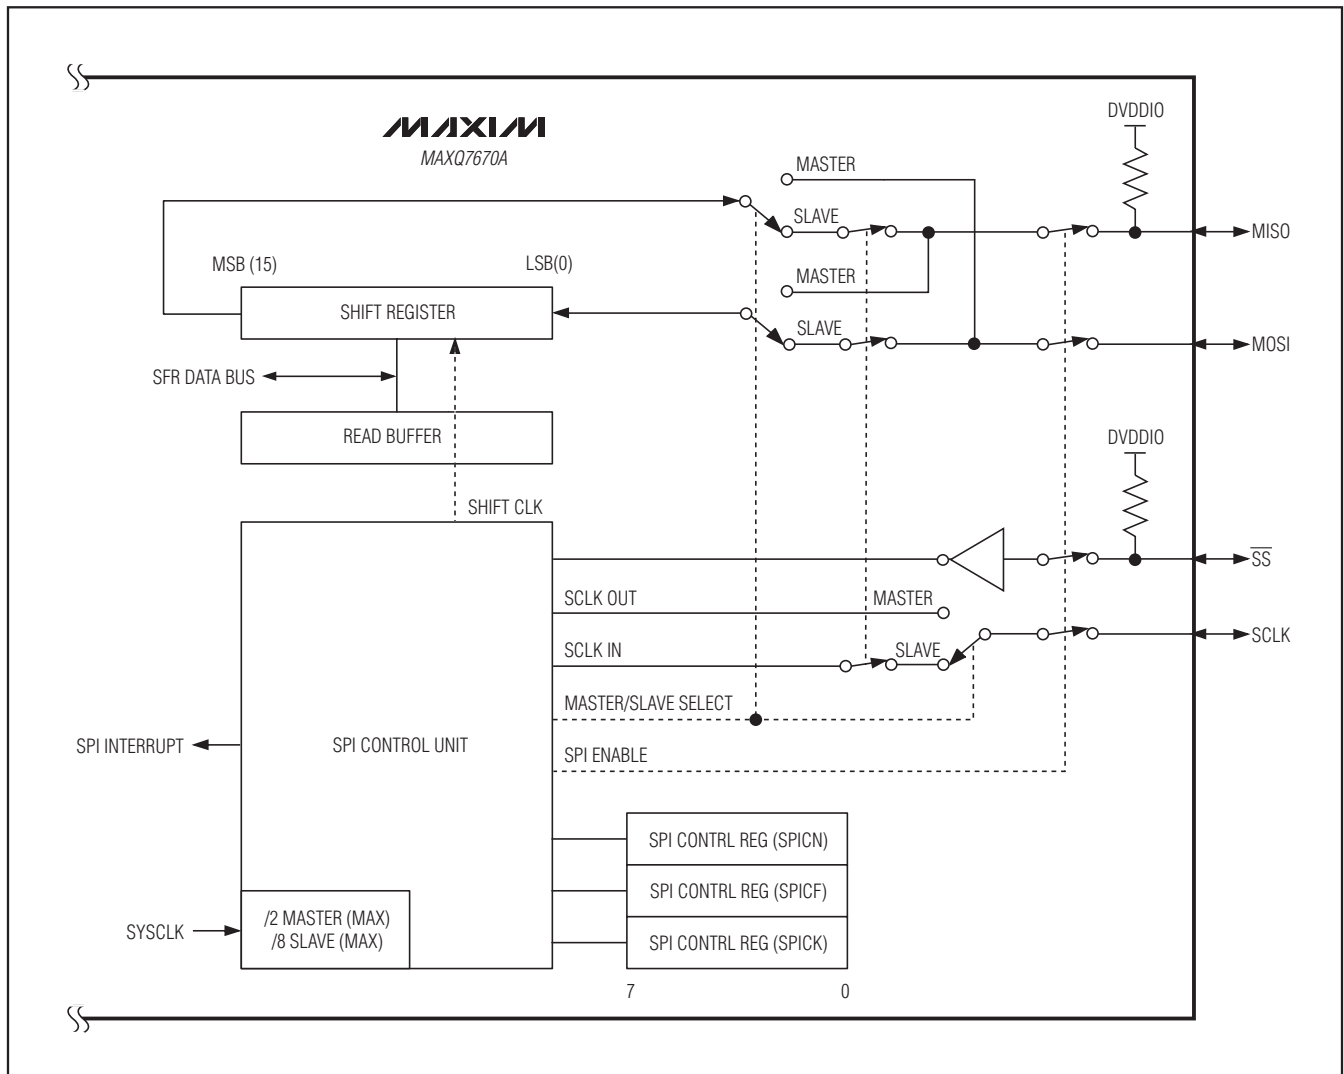 DVDDIO
MAXIM
MAXQ7670A
MASTER
SLAVE
MISO
MSB (15)
LSB(0)
MASTER
SHIFT REGISTER
SLAVE
MOSI
SFR DATA BUS
READ BUFFER
DVDDIO
SHIFT CLK
SS
SCLK OUT
MASTER
SCLK IN
SLAVE
SCLK
MASTER/SLAVE SELECT
SPI INTERRUPT
SPI CONTROL UNIT
SPI ENABLE
SPI CONTRL REG (SPICN)
SPI CONTRL REG (SPICF)
SPI CONTRL REG (SPICK)
SYSCLK
/2 MASTER (MAX)
/8 SLAVE (MAX)
7
0